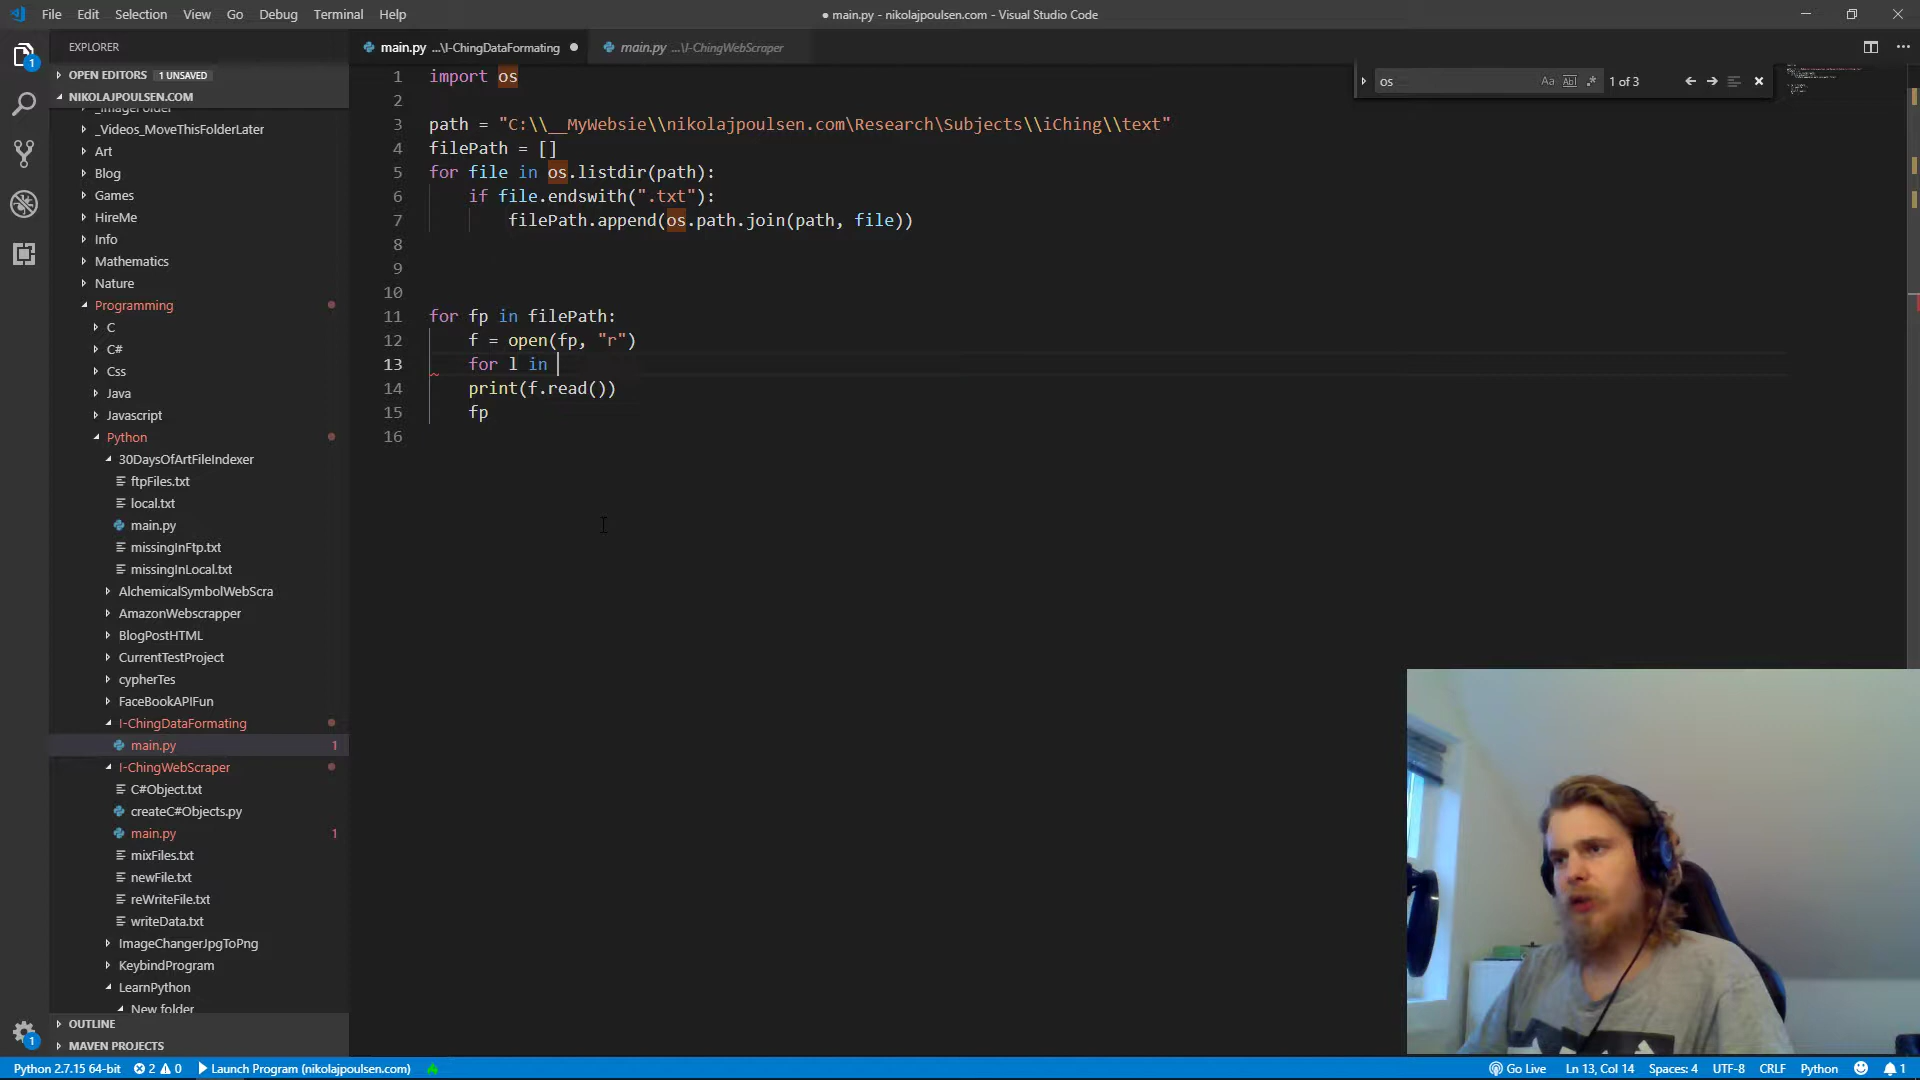 File Edit Selection View Go Debug Terminal Help
● main.py - nikolajpoulsen.com - Visual Studio Code
EXPLORER
main.py ...\I-ChingDataFormating
main.py ...\I-ChingWebScraper
OPEN EDITORS 1 UNSAVED
NIKOLAJPOULSEN.COM
_ImageFolder
_Videos_MoveThisFolderLater
Art
Blog
Games
HireMe
Info
Mathematics
Nature
Programming
C
C#
Css
Java
Javascript
Python
30DaysOfArtFileIndexer
ftpFiles.txt
local.txt
main.py
missingInFtp.txt
missingInLocal.txt
AlchemicalSymbolWebScra
AmazonWebscrapper
BlogPostHTML
CurrentTestProject
cypherTes
FaceBookAPIFun
I-ChingDataFormating
main.py 1
I-ChingWebScraper
C#Object.txt
createC#Objects.py
main.py 1
mixFiles.txt
newFile.txt
reWriteFile.txt
writeData.txt
ImageChangerJpgToPng
KeybindProgram
LearnPython
New folder
OUTLINE
MAVEN PROJECTS
os Aa Abl .* 1 of 3
1 import os
2
3 path = "C:\\__MyWebsie\\nikolajpoulsen.com\Research\Subjects\\iChing\\text"
4 filePath = []
5 for file in os.listdir(path):
6 if file.endswith(".txt"):
7 filePath.append(os.path.join(path, file))
8
9
10
11 for fp in filePath:
12 f = open(fp, "r")
13 for l in
14 print(f.read())
15 fp
16
Python 2.7.15 64-bit 2 0 Launch Program (nikolajpoulsen.com) Go Live Ln 13, Col 14 Spaces: 4 UTF-8 CRLF Python 1